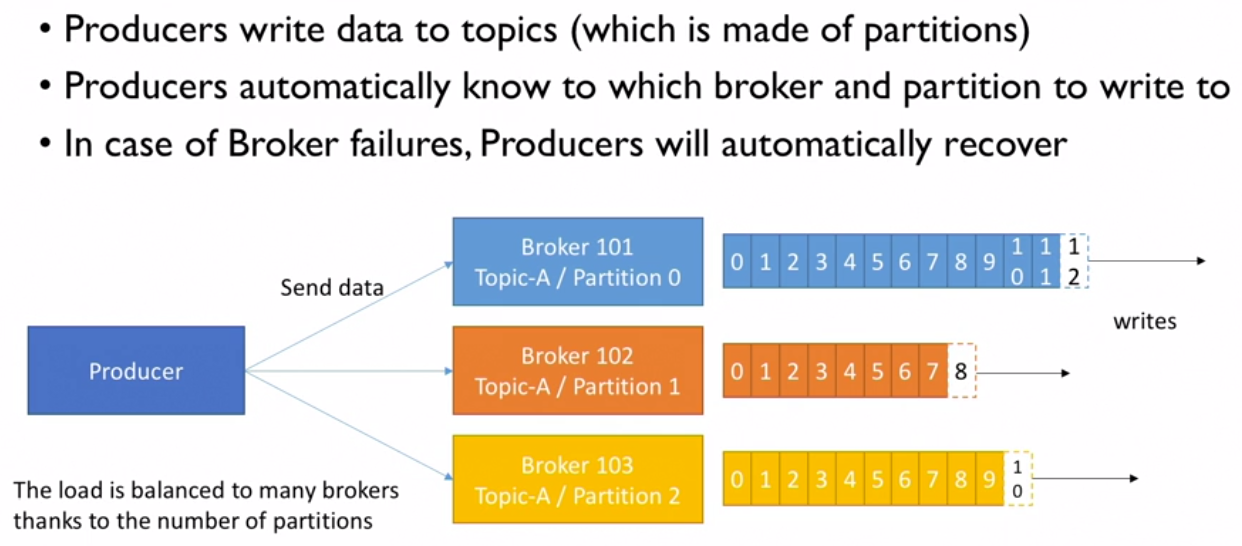 • Producers write data to topics (which is made of partitions)
• Producers automatically know to which broker and partition to write to
• In case of Broker failures, Producers will automatically recover
Send data
Producer
Broker 101
Topic-A / Partition 0
0 1 2 3 4 5 6 7 8 9 10 11 12
writes
Broker 102
Topic-A / Partition 1
0 1 2 3 4 5 6 7 8
Broker 103
Topic-A / Partition 2
0 1 2 3 4 5 6 7 8 9 10
The load is balanced to many brokers
thanks to the number of partitions